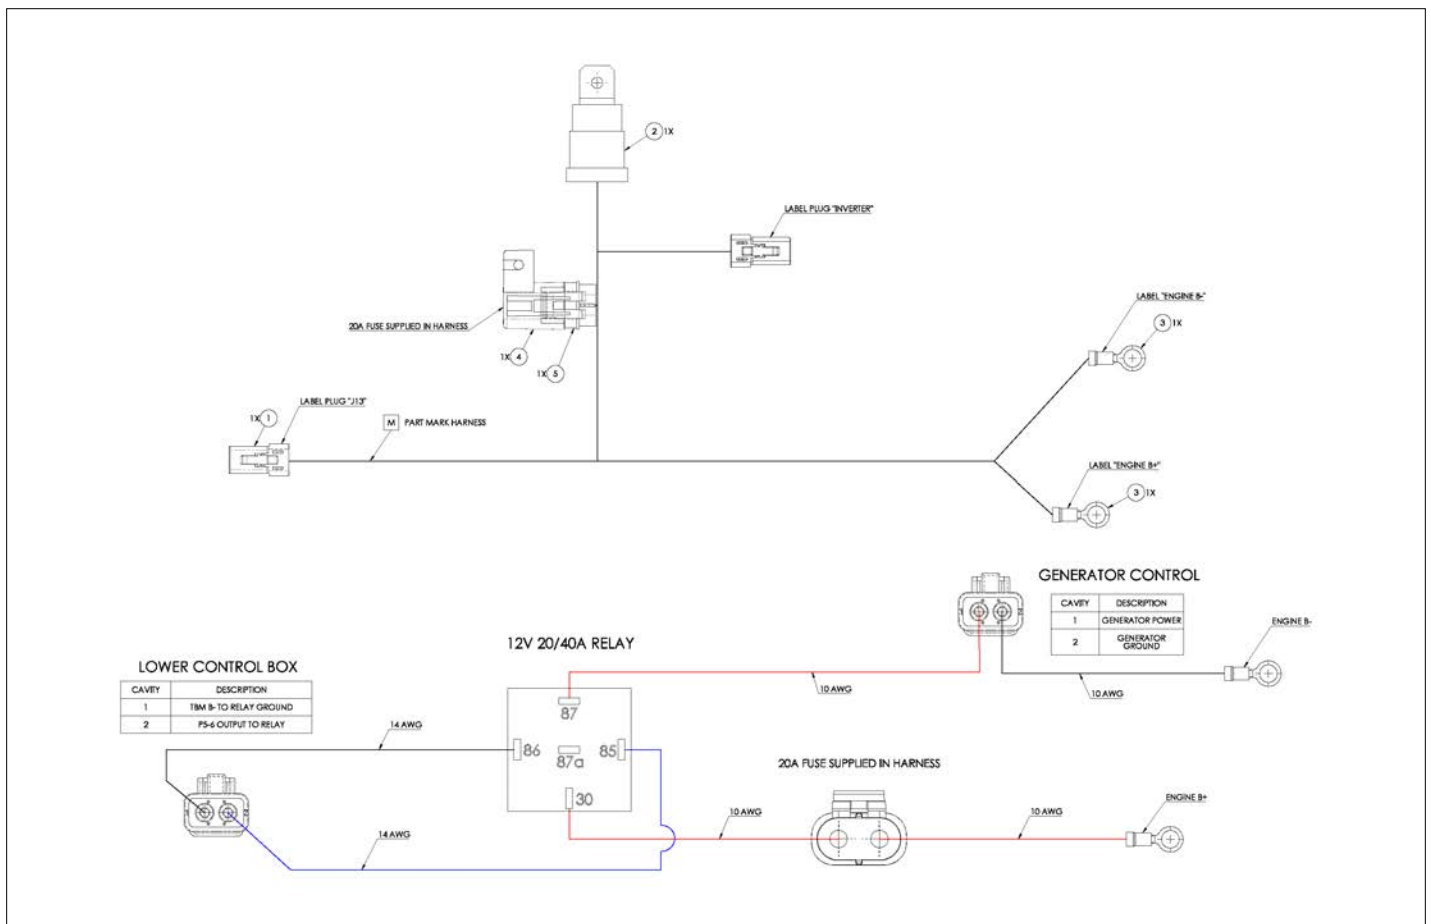 2 1X
LABEL PLUG "INVERTER"
LABEL "ENGINE B-"
3 1X
20A FUSE SUPPLIED IN HARNESS
1X 4
1X 5
LABEL PLUG "J13"
1X 1
M PART MARK HARNESS
LABEL "ENGINE B+"
3 1X
GENERATOR CONTROL
CAVITY DESCRIPTION
1 GENERATOR POWER
2 GENERATOR
GROUND
ENGINE B-
12V 20/40A RELAY
LOWER CONTROL BOX
CAVITY DESCRIPTION
1 TBM B- TO RELAY GROUND
2 P5-6 OUTPUT TO RELAY
10 AWG
10 AWG
87
14 AWG
86
87a
85
20A FUSE SUPPLIED IN HARNESS
30
ENGINE B+
10 AWG
10 AWG
14 AWG